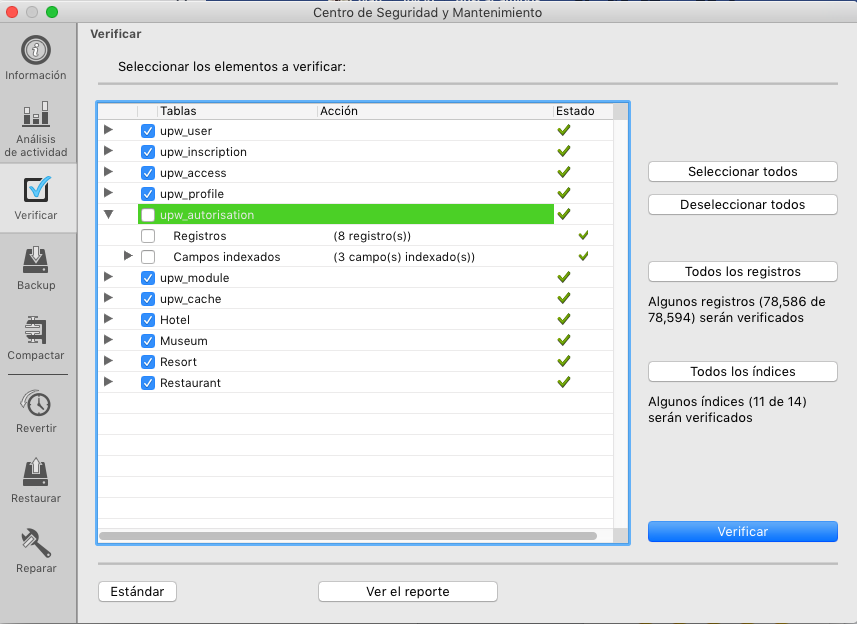 Centro de Seguridad y Mantenimiento
Información
Análisis
de actividad
Verificar
Backup
Compactar
Revertir
Restaurar
Reparar
Verificar
Seleccionar los elementos a verificar:
Tablas Acción Estado
upw_user
upw_inscription
upw_access
upw_profile
upw_autorisation
Registros (8 registro(s))
Campos indexados (3 campo(s) indexado(s))
upw_module
upw_cache
Hotel
Museum
Resort
Restaurant
Seleccionar todos
Deseleccionar todos
Todos los registros
Algunos registros (78,586 de
78,594) serán verificados
Todos los índices
Algunos índices (11 de 14)
serán verificados
Verificar
Estándar
Ver el reporte